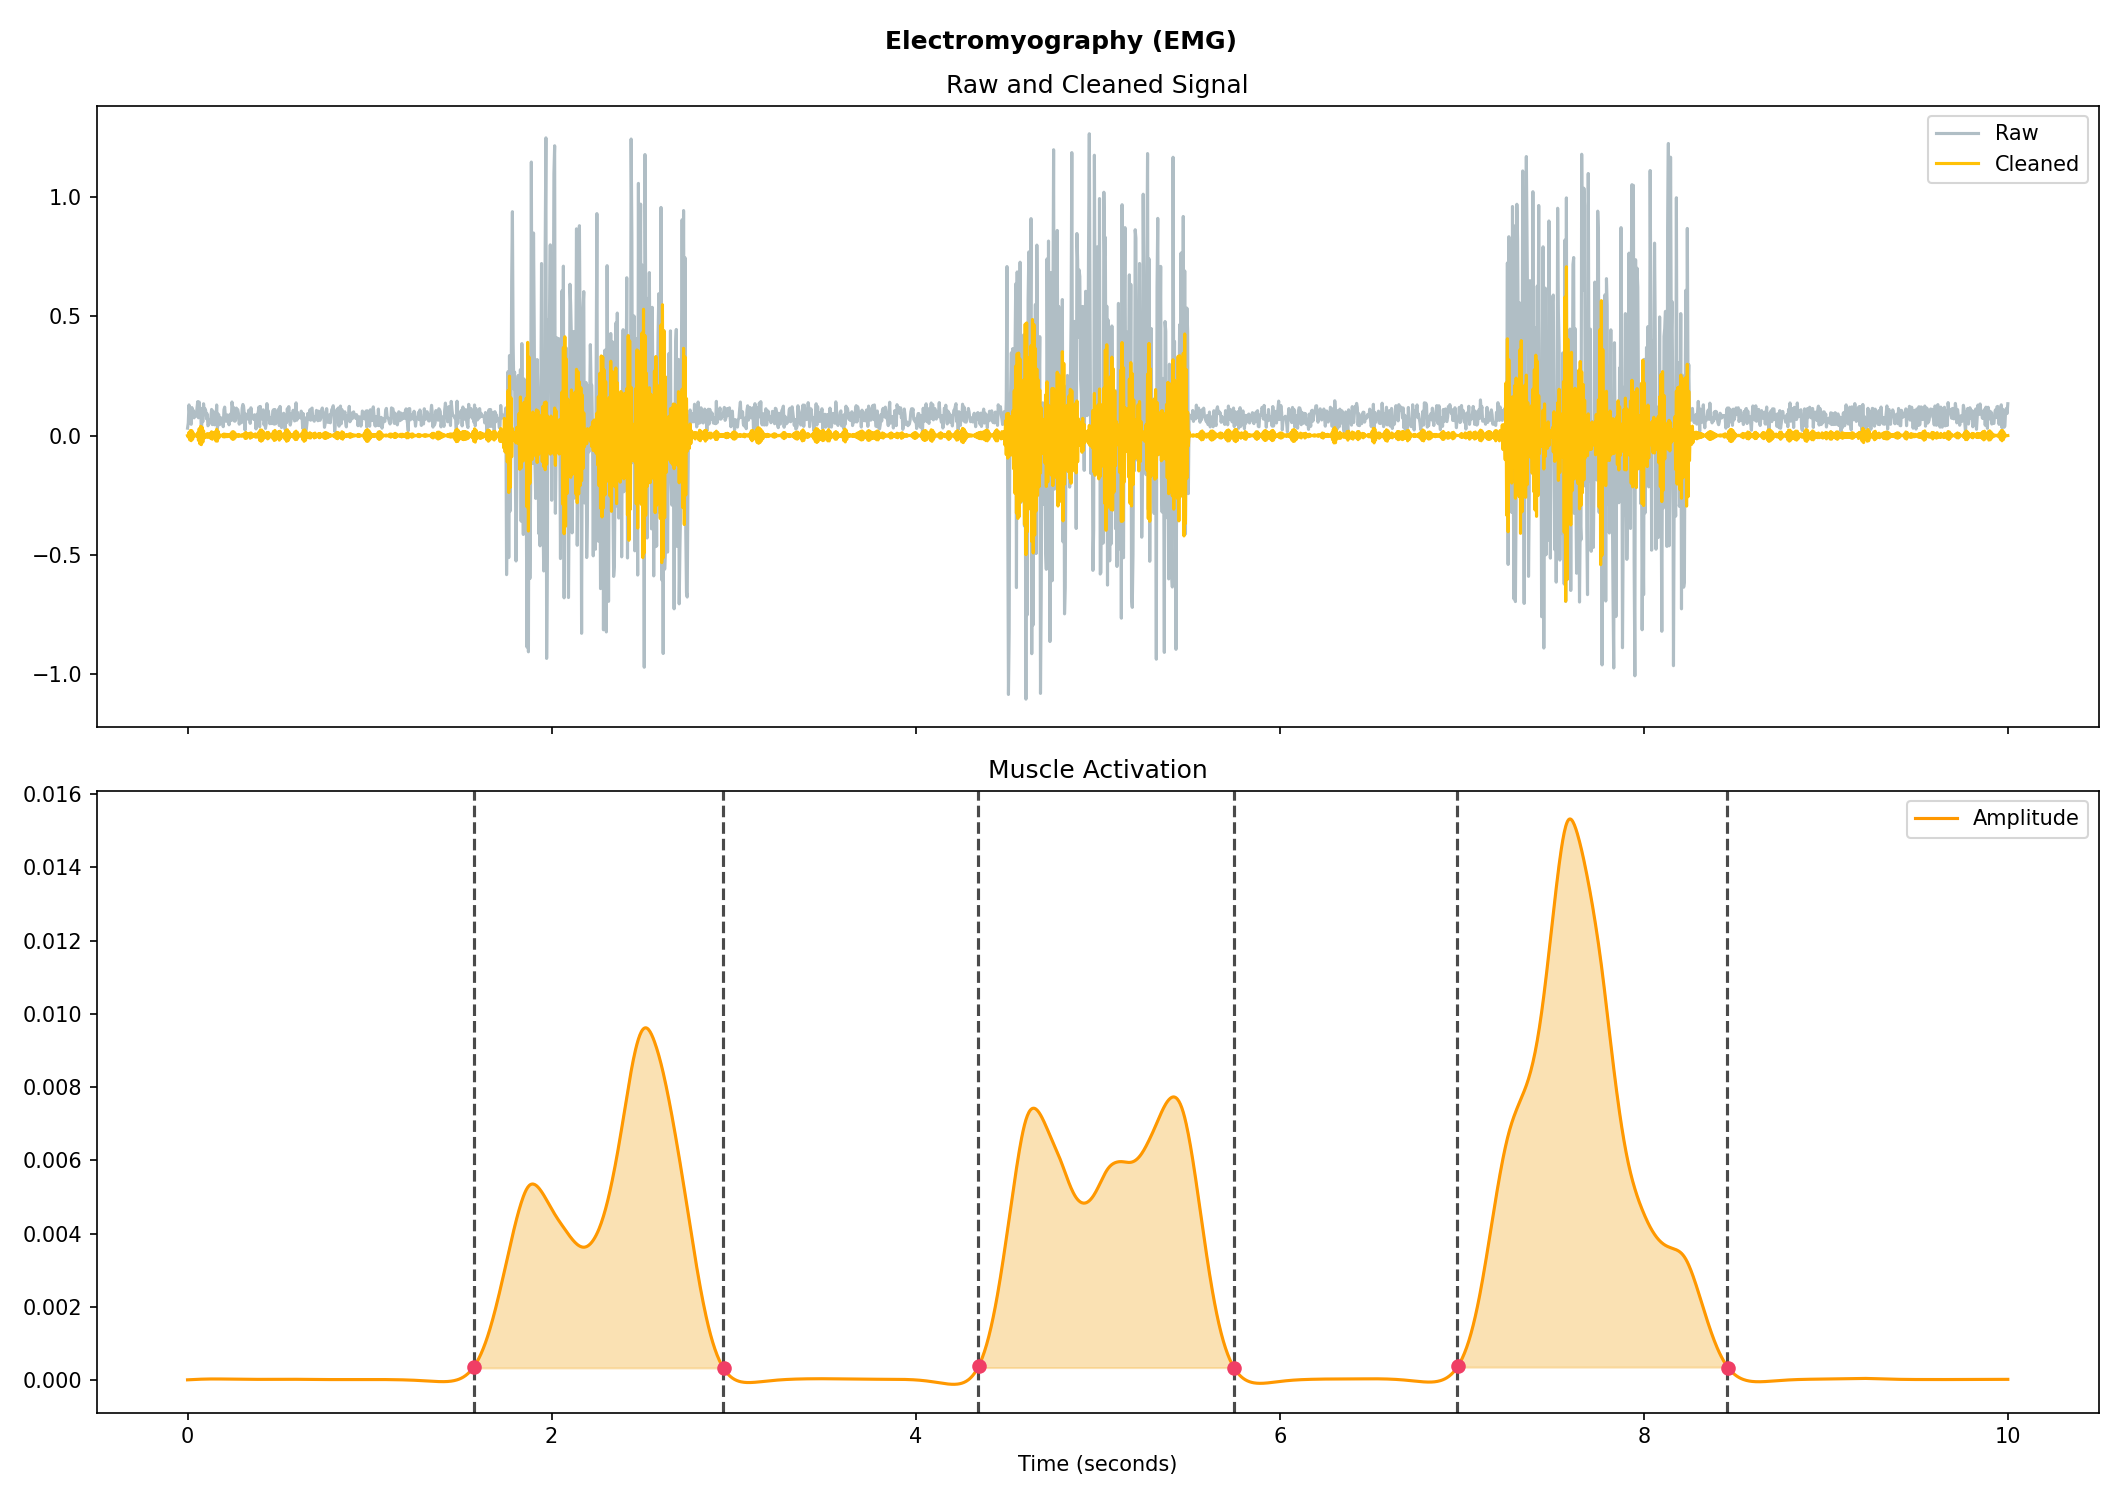 Electromyography (EMG)
Raw and Cleaned Signal
Raw
Cleaned
1.0
0.5
0.0
−0.5
−1.0
Muscle Activation
Amplitude
0.016
0.014
0.012
0.010
0.008
0.006
0.004
0.002
0.000
0 2 4 6 8 10
Time (seconds)